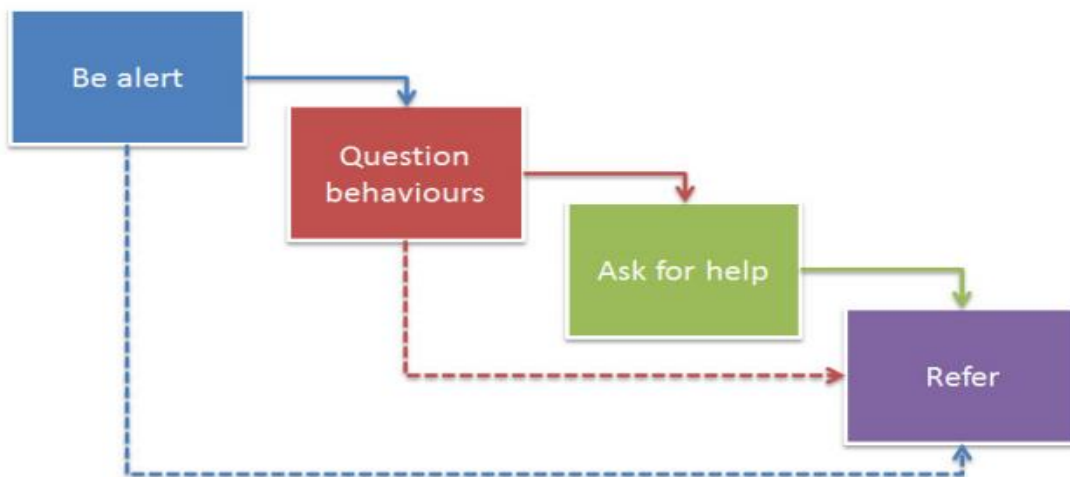 Be alert
Question
behaviours
Ask for help
Refer